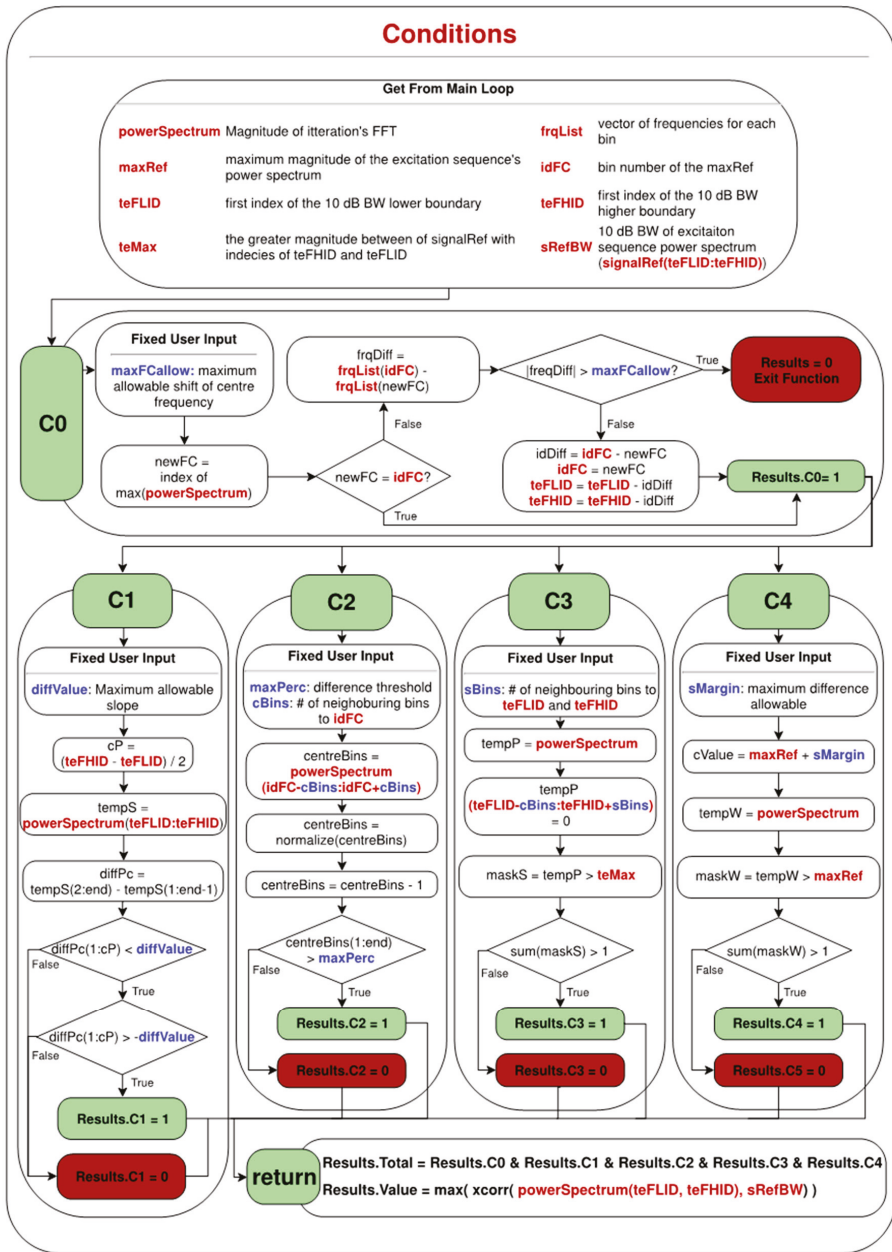 Conditions
Get From Main Loop
powerSpectrum Magnitude of itteration's FFT
frqList vector of frequencies for each
bin
maxRef maximum magnitude of the excitation sequence's
power spectrum
idFC bin number of the maxRef
teFLID first index of the 10 dB BW lower boundary
teFHID first index of the 10 dB BW
higher boundary
teMax the greater magnitude between of signalRef with
indecies of teFHID and teFLID
sRefBW 10 dB BW of excitaiton
sequence power spectrum
(signalRef(teFLID:teFHID))
C0
Fixed User Input
maxFCallow: maximum
allowable shift of centre
frequency
newFC =
index of
max(powerSpectrum)
newFC = idFC?
False
True
frqDiff =
frqList(idFC) -
frqList(newFC)
|freqDiff| > maxFCallow?
True
False
Results = 0
Exit Function
idDiff = idFC - newFC
idFC = newFC
teFLID = teFLID - idDiff
teFHID = teFHID - idDiff
Results.C0= 1
C1
Fixed User Input
diffValue: Maximum allowable
slope
cP =
(teFHID - teFLID) / 2
tempS =
powerSpectrum(teFLID:teFHID)
diffPc =
tempS(2:end) - tempS(1:end-1)
diffPc(1:cP) < diffValue
False
True
diffPc(1:cP) > -diffValue
False
True
Results.C1 = 1
Results.C1 = 0
C2
Fixed User Input
maxPerc: difference threshold
cBins: # of neighoburing bins
to idFC
centreBins =
powerSpectrum
(idFC-cBins:idFC+cBins)
centreBins =
normalize(centreBins)
centreBins = centreBins - 1
centreBins(1:end)
> maxPerc
False
True
Results.C2 = 1
Results.C2 = 0
C3
Fixed User Input
sBins: # of neighbouring bins to
teFLID and teFHID
tempP = powerSpectrum
tempP
(teFLID-cBins:teFHID+sBins)
= 0
maskS = tempP > teMax
sum(maskS) > 1
False
True
Results.C3 = 1
Results.C3 = 0
C4
Fixed User Input
sMargin: maximum difference
allowable
cValue = maxRef + sMargin
tempW = powerSpectrum
maskW = tempW > maxRef
sum(maskW) > 1
False
True
Results.C4 = 1
Results.C5 = 0
return
Results.Total = Results.C0 & Results.C1 & Results.C2 & Results.C3 & Results.C4
Results.Value = max( xcorr( powerSpectrum(teFLID, teFHID), sRefBW) )